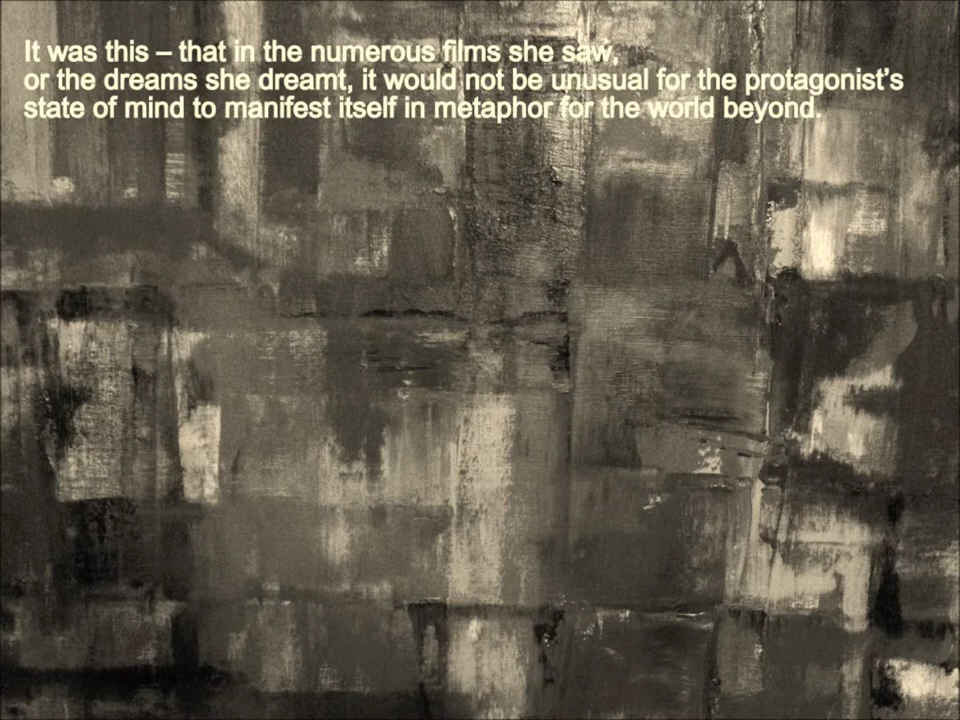 It was this – that in the numerous films she saw,
or the dreams she dreamt, it would not be unusual for the protagonist’s
state of mind to manifest itself in metaphor for the world beyond.